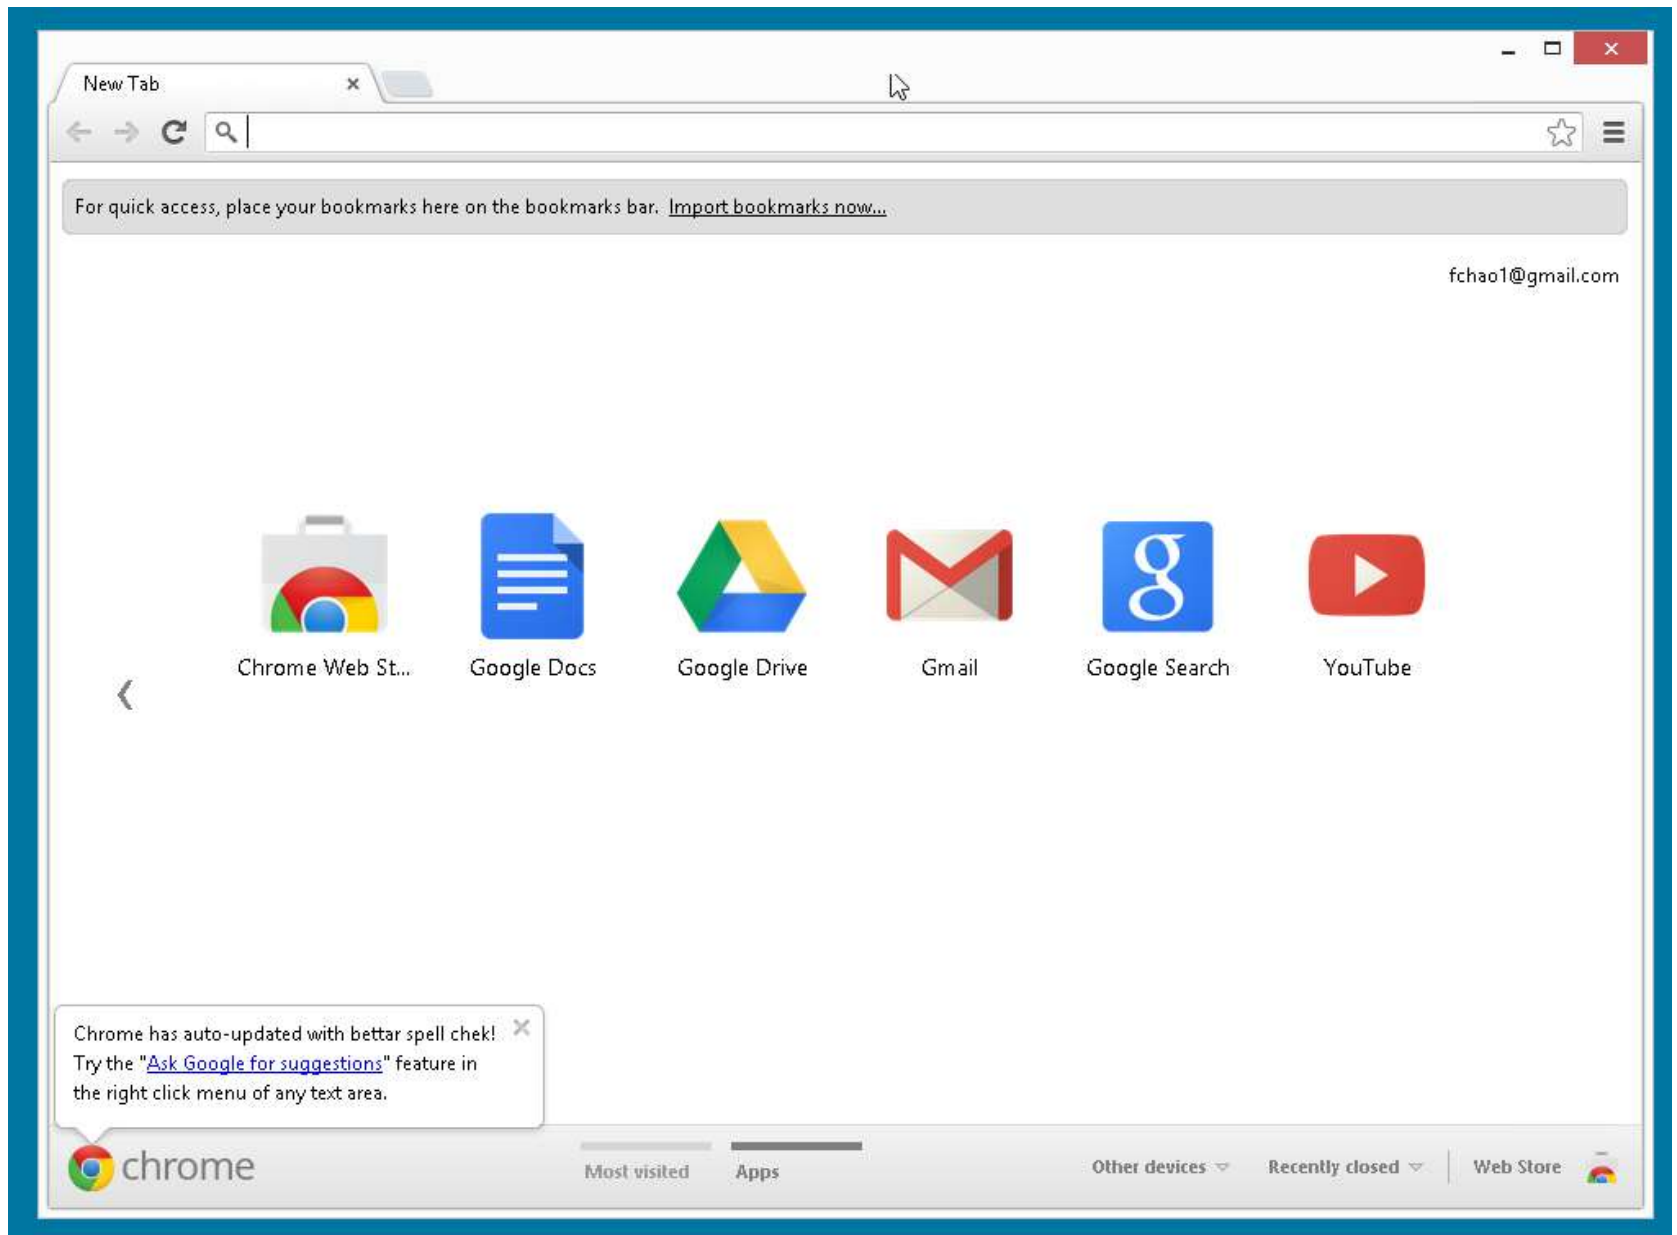 New Tab
For quick access, place your bookmarks here on the bookmarks bar. Import bookmarks now...
fchao1@gmail.com
g
Chrome Web St...
Google Docs
Google Drive
Gmail
Google Search
YouTube
Chrome has auto-updated with bettar spell chek!
Try the "Ask Google for suggestions" feature in
the right click menu of any text area.
chrome
Most visited
Apps
Other devices
Recently closed
Web Store